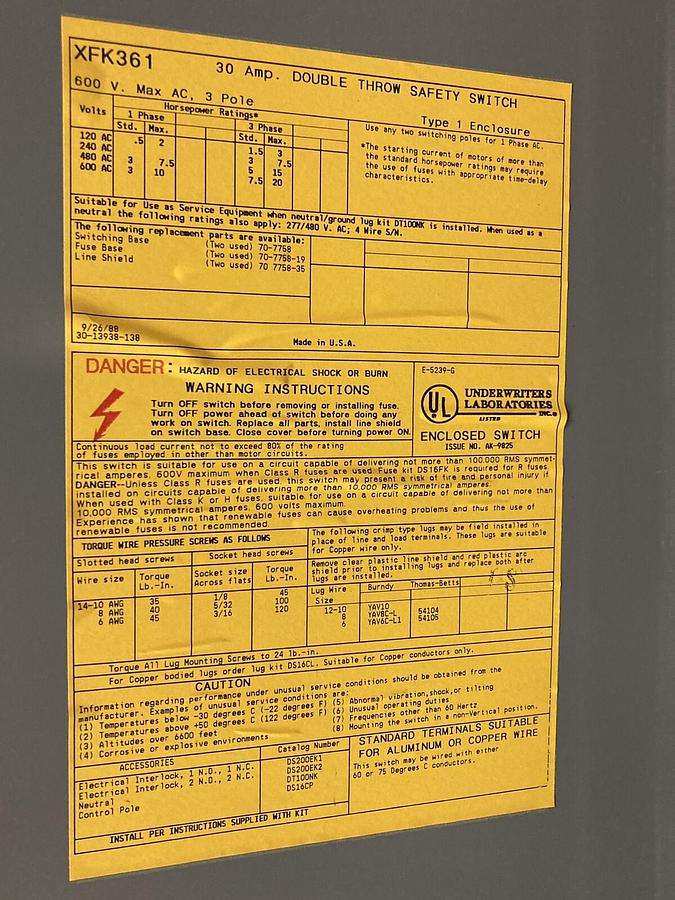 XFK361
30 Amp. DOUBLE THROW SAFETY SWITCH
600 V. Max AC, 3 Pole
Type 1 Enclosure
Volts
Horsepower Ratings*
1 Phase 3 Phase
Std. Max. Std. Max.
120 AC .5 2
240 AC 1.5 3
480 AC 3 7.5 3 7.5
600 AC 3 10 5 15
7.5 20
Use any two switching poles for 1 Phase AC.
*The starting current of motors of more than
the standard horsepower ratings may require
the use of fuses with appropriate time-delay
characteristics.
Suitable for Use as Service Equipment when neutral/ground lug kit DT100NK is installed. When used as a
neutral the following ratings also apply: 277/480 V. AC; 4 Wire S/N.
The following replacement parts are available:
Switching Base (Two used) 70-7758
Fuse Base (Two used) 70-7758-19
Line Shield (Two used) 70 7758-35
9/26/88
30-13938-138
Made in U.S.A.
DANGER: HAZARD OF ELECTRICAL SHOCK OR BURN
WARNING INSTRUCTIONS
Turn OFF switch before removing or installing fuse.
Turn OFF power ahead of switch before doing any
work on switch. Replace all parts, install line shield
on switch base. Close cover before turning power ON.
Continuous load current not to exceed 80% of the rating
of fuses employed in other than motor circuits.
E-5239-G
UL
UNDERWRITERS
LABORATORIES
INC.®
LISTED
ENCLOSED SWITCH
ISSUE NO. AK-9825
This switch is suitable for use on a circuit capable of delivering not more than 100.000 RMS symmet-
rical amperes, 600V maximum when Class R fuses are used. Fuse kit DS16FK is required for R fuses.
DANGER-Unless Class R fuses are used, this switch may present a risk of fire and personal injury if
installed on circuits capable of delivering more than 10.000 RMS symmetrical amperes.
When used with Class K or H fuses, suitable for use on a circuit capable of delivering not more than
10,000 RMS symmetrical amperes, 600 volts maximum.
Experience has shown that renewable fuses can cause overheating problems and thus the use of
renewable fuses is not recommended.
TORQUE WIRE PRESSURE SCREWS AS FOLLOWS
Slotted head screws Socket head screws
Wire size Torque Lb.-In. Socket size Across flats Torque Lb.-In.
14-10 AWG 35 1/8 45
8 AWG 40 5/32 100
6 AWG 45 3/16 120
The following crimp type lugs may be field installed in
place of line and load terminals. These lugs are suitable
for Copper wire only.
Remove clear plastic line shield and red plastic arc
shield prior to installing lugs and replace both after
lugs are installed.
Lug Wire Size Burndy Thomas-Betts
12-10 YAV10
8 YAV8C-L 54104
6 YAV6C-L1 54105
Torque All Lug Mounting Screws to 24 lb.-in.
For Copper bodied lugs order lug kit DS16CL. Suitable for Copper conductors only.
CAUTION
Information regarding performance under unusual service conditions should be obtained from the
manufacturer. Examples of unusual service conditions are:
(1) Temperatures below -30 degrees C (-22 degrees F)
(2) Temperatures above +50 degrees C (122 degrees F)
(3) Altitudes over 6600 feet
(4) Corrosive or explosive environments
(5) Abnormal vibration,shock,or tilting
(6) Unusual operating duties
(7) Frequencies other than 60 Hertz
(8) Mounting the switch in a non-Vertical position.
ACCESSORIES Catalog Number
Electrical Interlock, 1 N.O., 1 N.C. DS200EK1
Electrical Interlock, 2 N.O., 2 N.C. DS200EK2
Neutral DT100NK
Control Pole DS16CP
STANDARD TERMINALS SUITABLE
FOR ALUMINUM OR COPPER WIRE
This switch may be wired with either
60 or 75 Degrees C conductors.
INSTALL PER INSTRUCTIONS SUPPLIED WITH KIT